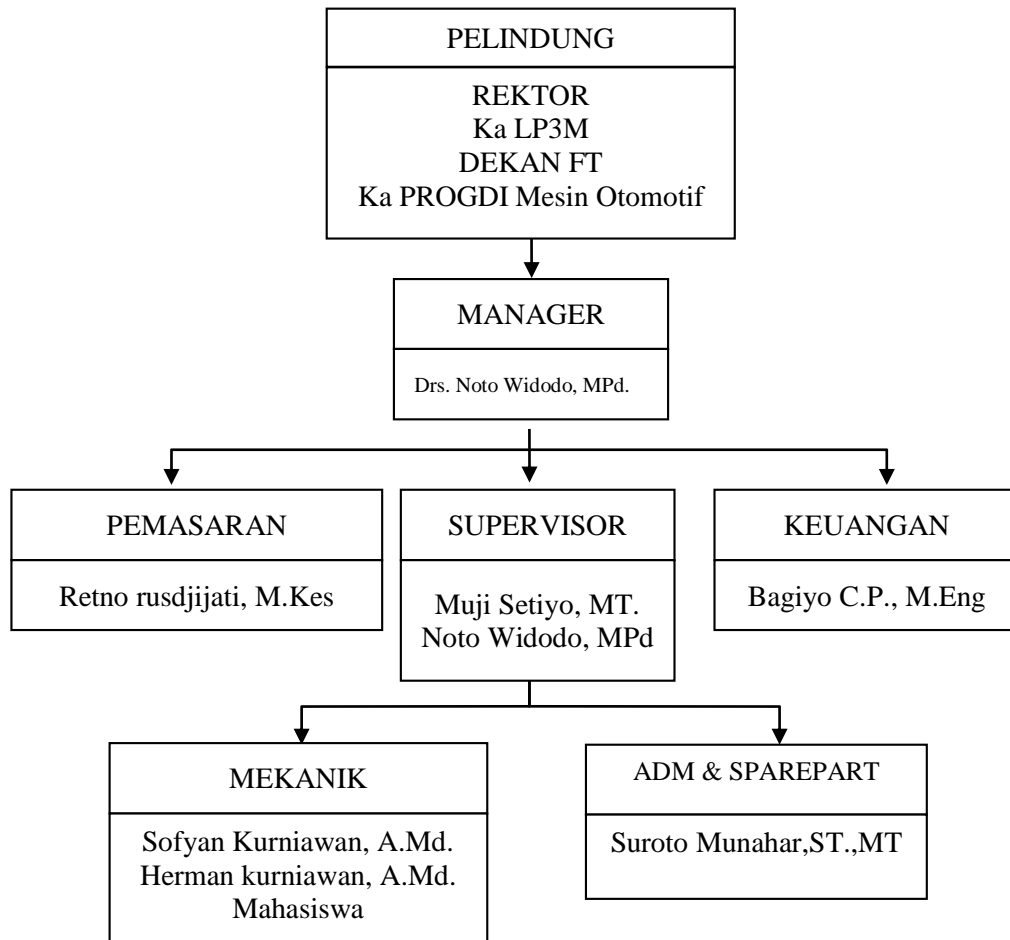 PELINDUNG
REKTOR
Ka LP3M
DEKAN FT
Ka PROGDI Mesin Otomotif
MANAGER
Drs. Noto Widodo, MPd.
PEMASARAN
Retno rusdjijati, M.Kes
SUPERVISOR
Muji Setiyo, MT.
Noto Widodo, MPd
KEUANGAN
Bagiyo C.P., M.Eng
MEKANIK
Sofyan Kurniawan, A.Md.
Herman kurniawan, A.Md.
Mahasiswa
ADM & SPAREPART
Suroto Munahar,ST.,MT